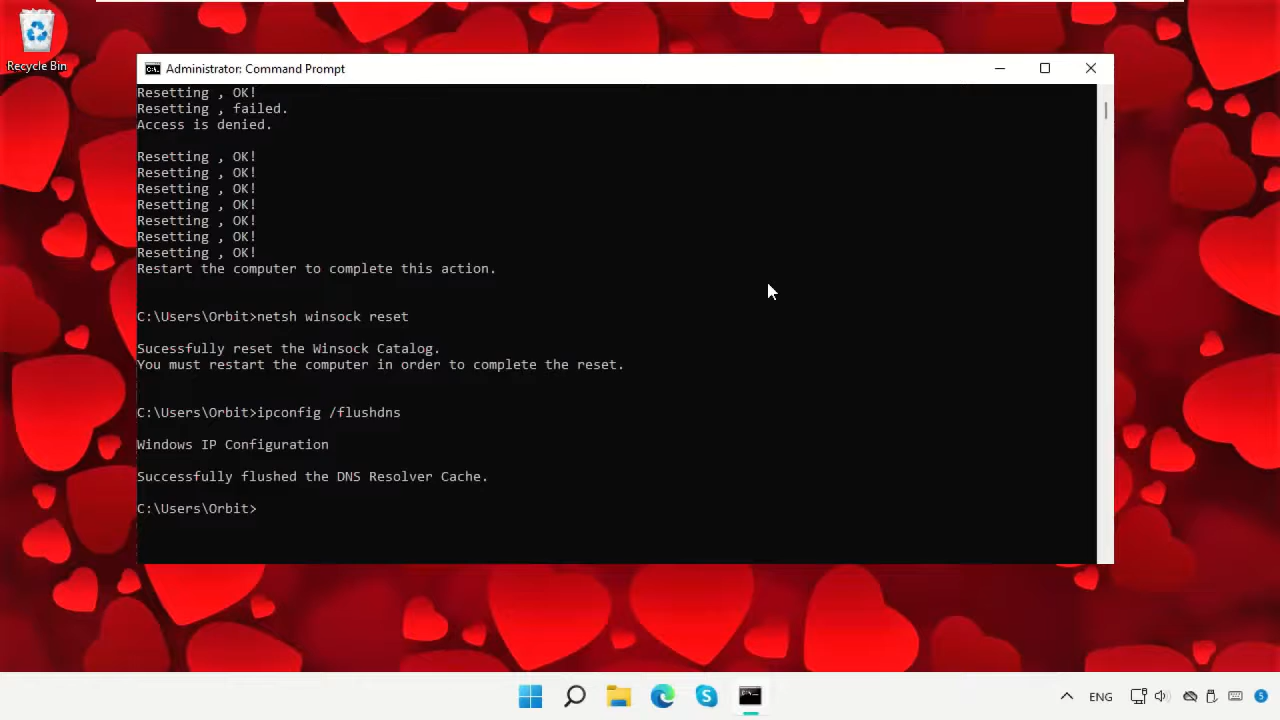 Recycle Bin
Administrator: Command Prompt
Resetting , OK!
Resetting , failed.
Access is denied.
Resetting , OK!
Resetting , OK!
Resetting , OK!
Resetting , OK!
Resetting , OK!
Resetting , OK!
Resetting , OK!
Restart the computer to complete this action.
C:\Users\Orbit>netsh winsock reset
Sucessfully reset the Winsock Catalog.
You must restart the computer in order to complete the reset.
C:\Users\Orbit>ipconfig /flushdns
Windows IP Configuration
Successfully flushed the DNS Resolver Cache.
C:\Users\Orbit>
ENG
5